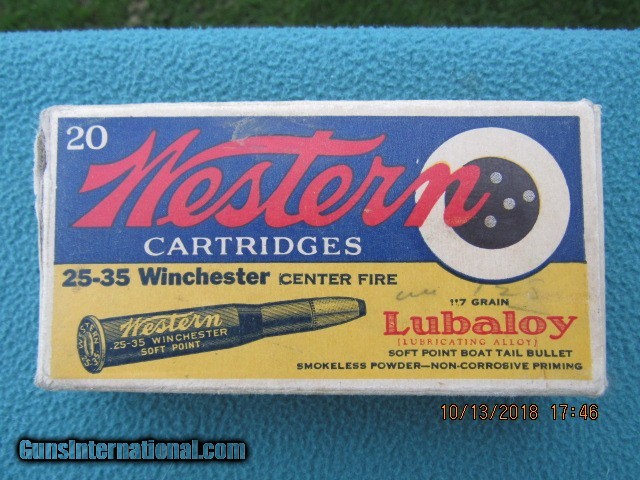 20
Western
CARTRIDGES
25-35 Winchester CENTER FIRE
117 GRAIN
Western
.25-35 WINCHESTER
SOFT POINT
Lubaloy
[LUBRICATING ALLOY]
SOFT POINT BOAT TAIL BULLET
SMOKELESS POWDER—NON-CORROSIVE PRIMING
10/13/2018 17:46
GunsInternational.com